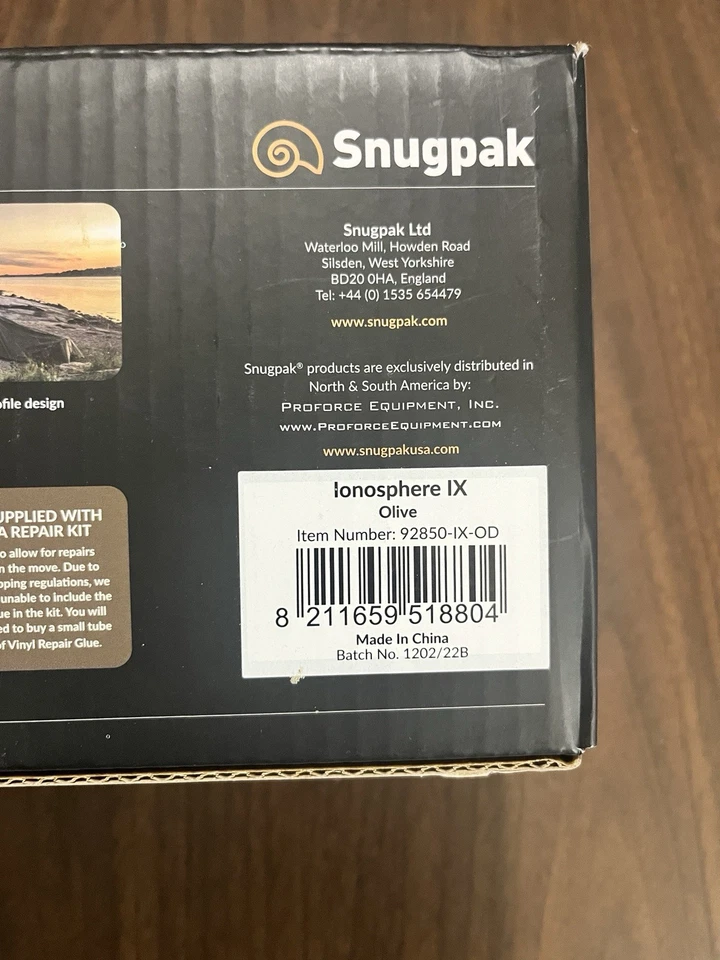 Snugpak
Snugpak Ltd
Waterloo Mill, Howden Road
Silsden, West Yorkshire
BD20 0HA, England
Tel: +44 (0) 1535 654479
www.snugpak.com
Snugpak® products are exclusively distributed in
North & South America by:
PROFORCE EQUIPMENT, INC.
WWW.PROFORCEEQUIPMENT.COM
www.snugpakusa.com
ofile design
UPPLIED WITH
A REPAIR KIT
o allow for repairs
n the move. Due to
pping regulations, we
unable to include the
ue in the kit. You will
ed to buy a small tube
of Vinyl Repair Glue.
Ionosphere IX
Olive
Item Number: 92850-IX-OD
8 211659 518804
Made In China
Batch No. 1202/22B